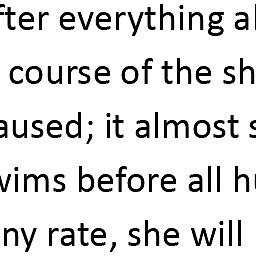 fter everything al
course of the sh
aused; it almost s
wims before all hu
ny rate, she will